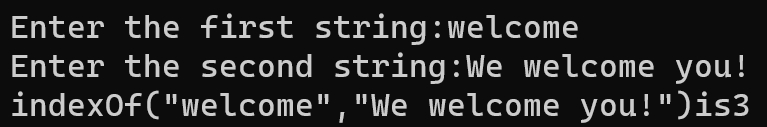 Enter the first string:welcome
Enter the second string:We welcome you!
indexOf("welcome","We welcome you!")is3